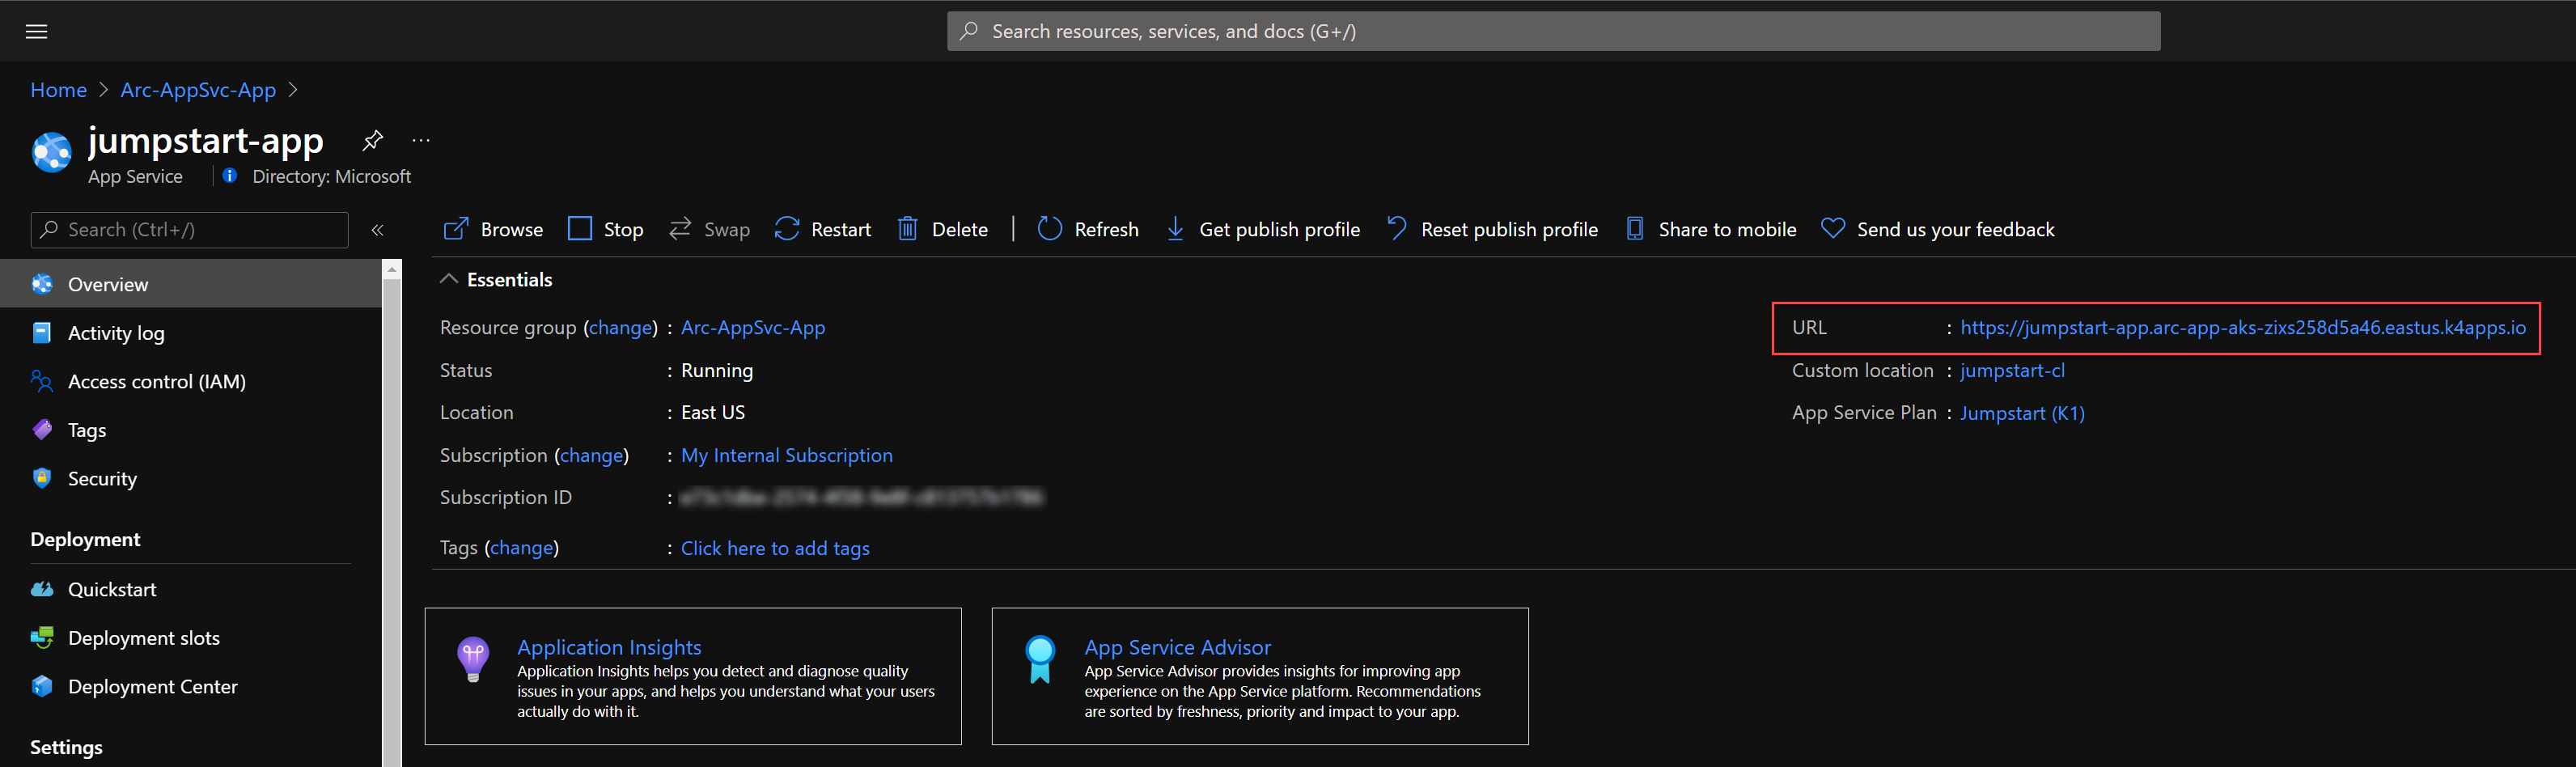 Search resources, services, and docs (G+/)
Home > Arc-AppSvc-App >
jumpstart-app ...
App Service | Directory: Microsoft
Search (Ctrl+/) «
Browse Stop Swap Restart Delete | Refresh Get publish profile Reset publish profile Share to mobile Send us your feedback
Overview
Activity log
Access control (IAM)
Tags
Security
Deployment
Quickstart
Deployment slots
Deployment Center
Settings
Essentials
Resource group (change) : Arc-AppSvc-App
Status : Running
Location : East US
Subscription (change) : My Internal Subscription
Subscription ID :
Tags (change) : Click here to add tags
URL : https://jumpstart-app.arc-app-aks-zixs258d5a46.eastus.k4apps.io
Custom location : jumpstart-cl
App Service Plan : Jumpstart (K1)
Application Insights
Application Insights helps you detect and diagnose quality
issues in your apps, and helps you understand what your users
actually do with it.
App Service Advisor
App Service Advisor provides insights for improving app
experience on the App Service platform. Recommendations
are sorted by freshness, priority and impact to your app.